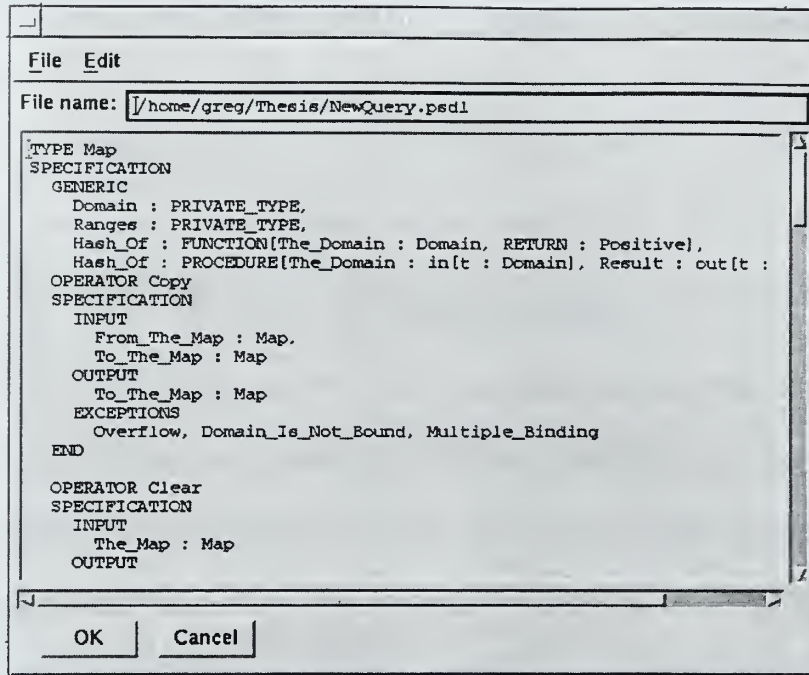 File Edit
File name: /home/greg/Thesis/NewQuery.psdl
TYPE Map
SPECIFICATION
GENERIC
Domain : PRIVATE_TYPE,
Ranges : PRIVATE_TYPE,
Hash_Of : FUNCTION[The_Domain : Domain, RETURN : Positive],
Hash_Of : PROCEDURE[The_Domain : in[t : Domain], Result : out[t :
OPERATOR Copy
SPECIFICATION
INPUT
From_The_Map : Map,
To_The_Map : Map
OUTPUT
To_The_Map : Map
EXCEPTIONS
Overflow, Domain_Is_Not_Bound, Multiple_Binding
END
OPERATOR Clear
SPECIFICATION
INPUT
The_Map : Map
OUTPUT
OK Cancel